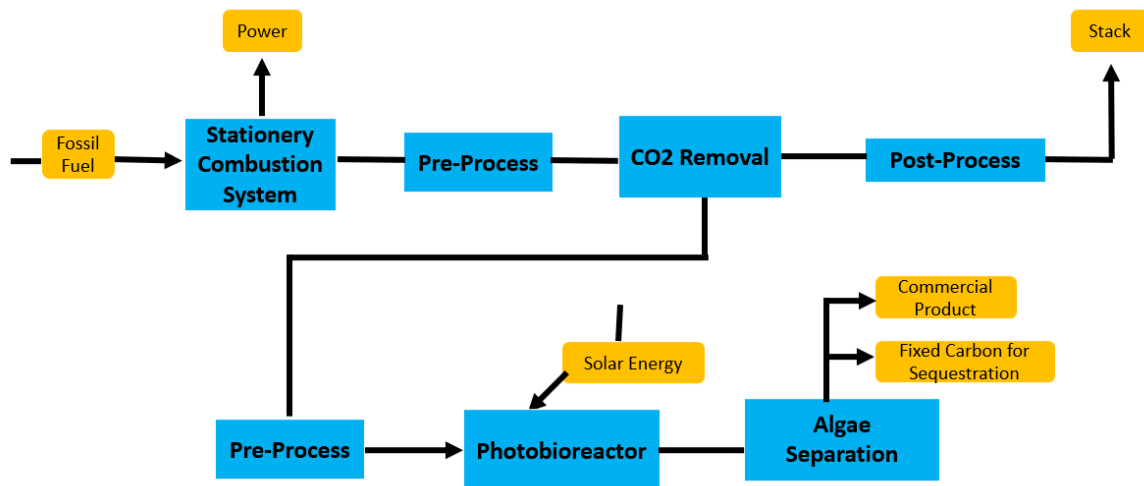 Power
Stack
Fossil
Fuel
Stationery
Combustion
System
Pre-Process
CO2 Removal
Post-Process
Commercial
Product
Fixed Carbon for
Sequestration
Solar Energy
Pre-Process
Photobioreactor
Algae
Separation